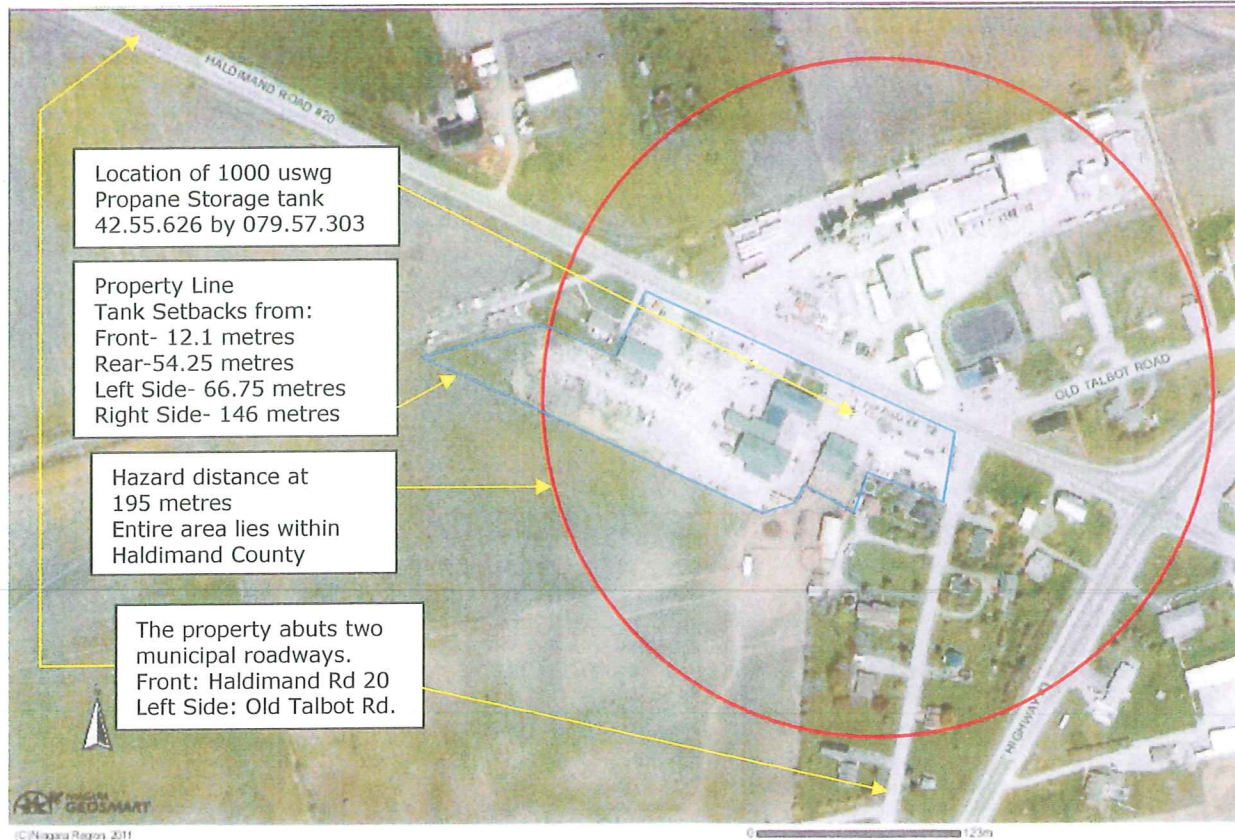 HALDIMAND ROAD #20
Location of 1000 uswg
Propane Storage tank
42.55.626 by 079.57.303
Property Line
Tank Setbacks from:
Front- 12.1 metres
Rear-54.25 metres
Left Side- 66.75 metres
Right Side- 146 metres
OLD TALBOT ROAD
Hazard distance at
195 metres
Entire area lies within
Haldimand County
The property abuts two
municipal roadways.
Front: Haldimand Rd 20
Left Side: Old Talbot Rd.
HIGHWAY
NIAGARA
GEOSMART
(C)Niagara Region, 2011
0 123m